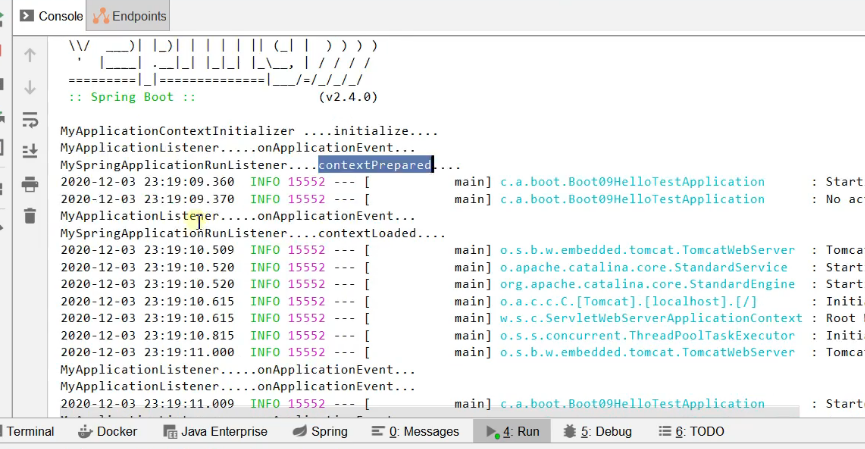 Console Endpoints
\\/  ___)| |_)| | | | | || (_| |  ) ) ) )
'  |____| .__|_| |_|_| |_\__, | / / / /
=========|_|==============|___/=/_/_/_/
:: Spring Boot ::                (v2.4.0)
MyApplicationContextInitializer ....initialize....
MyApplicationListener.....onApplicationEvent...
MySpringApplicationRunListener....contextPrepared....
2020-12-03 23:19:09.360  INFO 15552 --- [           main] c.a.boot.Boot09HelloTestApplication      : Start
2020-12-03 23:19:09.370  INFO 15552 --- [           main] c.a.boot.Boot09HelloTestApplication      : No ac
MyApplicationListener.....onApplicationEvent...
MySpringApplicationRunListener....contextLoaded....
2020-12-03 23:19:10.509  INFO 15552 --- [           main] o.s.b.w.embedded.tomcat.TomcatWebServer  : Tomca
2020-12-03 23:19:10.520  INFO 15552 --- [           main] o.apache.catalina.core.StandardService   : Start
2020-12-03 23:19:10.520  INFO 15552 --- [           main] org.apache.catalina.core.StandardEngine  : Start
2020-12-03 23:19:10.615  INFO 15552 --- [           main] o.a.c.c.C.[Tomcat].[localhost].[/]       : Initi
2020-12-03 23:19:10.615  INFO 15552 --- [           main] w.s.c.ServletWebServerApplicationContext : Root W
2020-12-03 23:19:10.815  INFO 15552 --- [           main] o.s.s.concurrent.ThreadPoolTaskExecutor  : Initi
2020-12-03 23:19:11.000  INFO 15552 --- [           main] o.s.b.w.embedded.tomcat.TomcatWebServer  : Tomca
MyApplicationListener.....onApplicationEvent...
MyApplicationListener.....onApplicationEvent...
2020-12-03 23:19:11.009  INFO 15552 --- [           main] c.a.boot.Boot09HelloTestApplication      : Start
Terminal Docker Java Enterprise Spring 0: Messages 4: Run 5: Debug 6: TODO